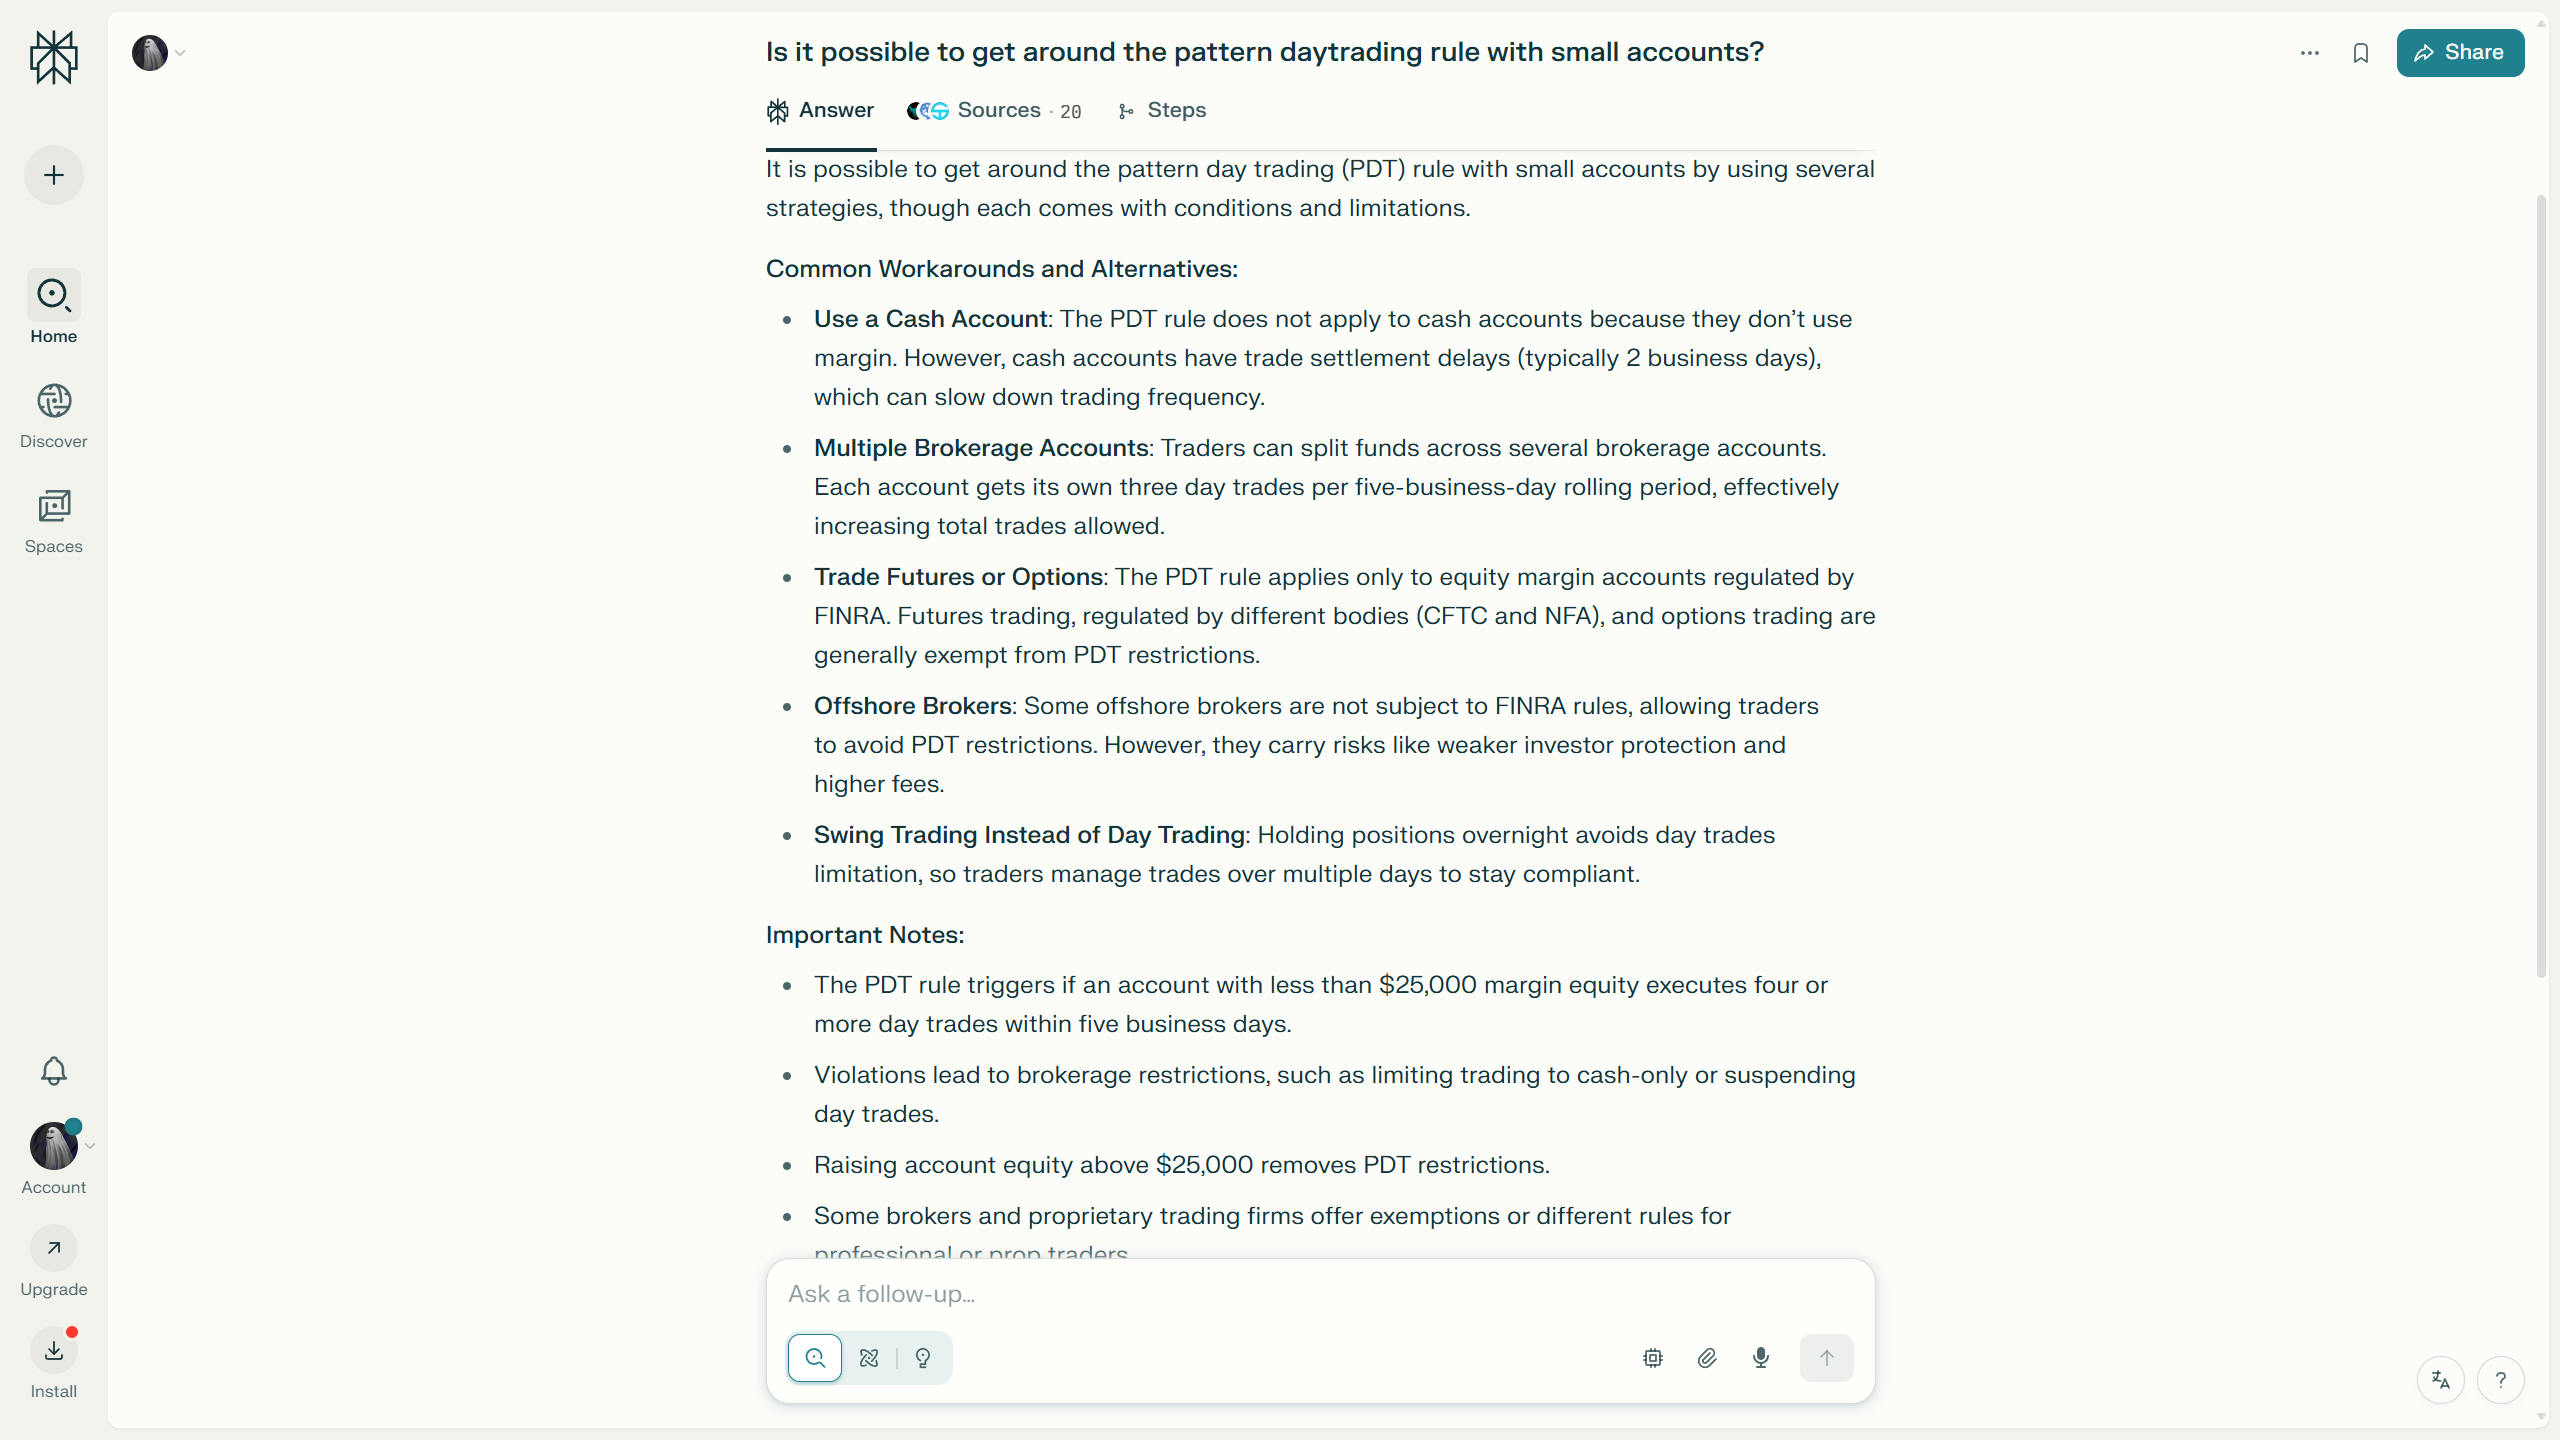 Is it possible to get around the pattern daytrading rule with small accounts?
Share
Answer
Sources · 20
Steps
It is possible to get around the pattern day trading (PDT) rule with small accounts by using several
strategies, though each comes with conditions and limitations.
Common Workarounds and Alternatives:
• Use a Cash Account: The PDT rule does not apply to cash accounts because they don’t use
margin. However, cash accounts have trade settlement delays (typically 2 business days),
which can slow down trading frequency.
• Multiple Brokerage Accounts: Traders can split funds across several brokerage accounts.
Each account gets its own three day trades per five-business-day rolling period, effectively
increasing total trades allowed.
• Trade Futures or Options: The PDT rule applies only to equity margin accounts regulated by
FINRA. Futures trading, regulated by different bodies (CFTC and NFA), and options trading are
generally exempt from PDT restrictions.
• Offshore Brokers: Some offshore brokers are not subject to FINRA rules, allowing traders
to avoid PDT restrictions. However, they carry risks like weaker investor protection and
higher fees.
• Swing Trading Instead of Day Trading: Holding positions overnight avoids day trades
limitation, so traders manage trades over multiple days to stay compliant.
Important Notes:
• The PDT rule triggers if an account with less than $25,000 margin equity executes four or
more day trades within five business days.
• Violations lead to brokerage restrictions, such as limiting trading to cash-only or suspending
day trades.
• Raising account equity above $25,000 removes PDT restrictions.
• Some brokers and proprietary trading firms offer exemptions or different rules for
professional or prop traders.
Ask a follow-up…
Home
Discover
Spaces
Account
Upgrade
Install